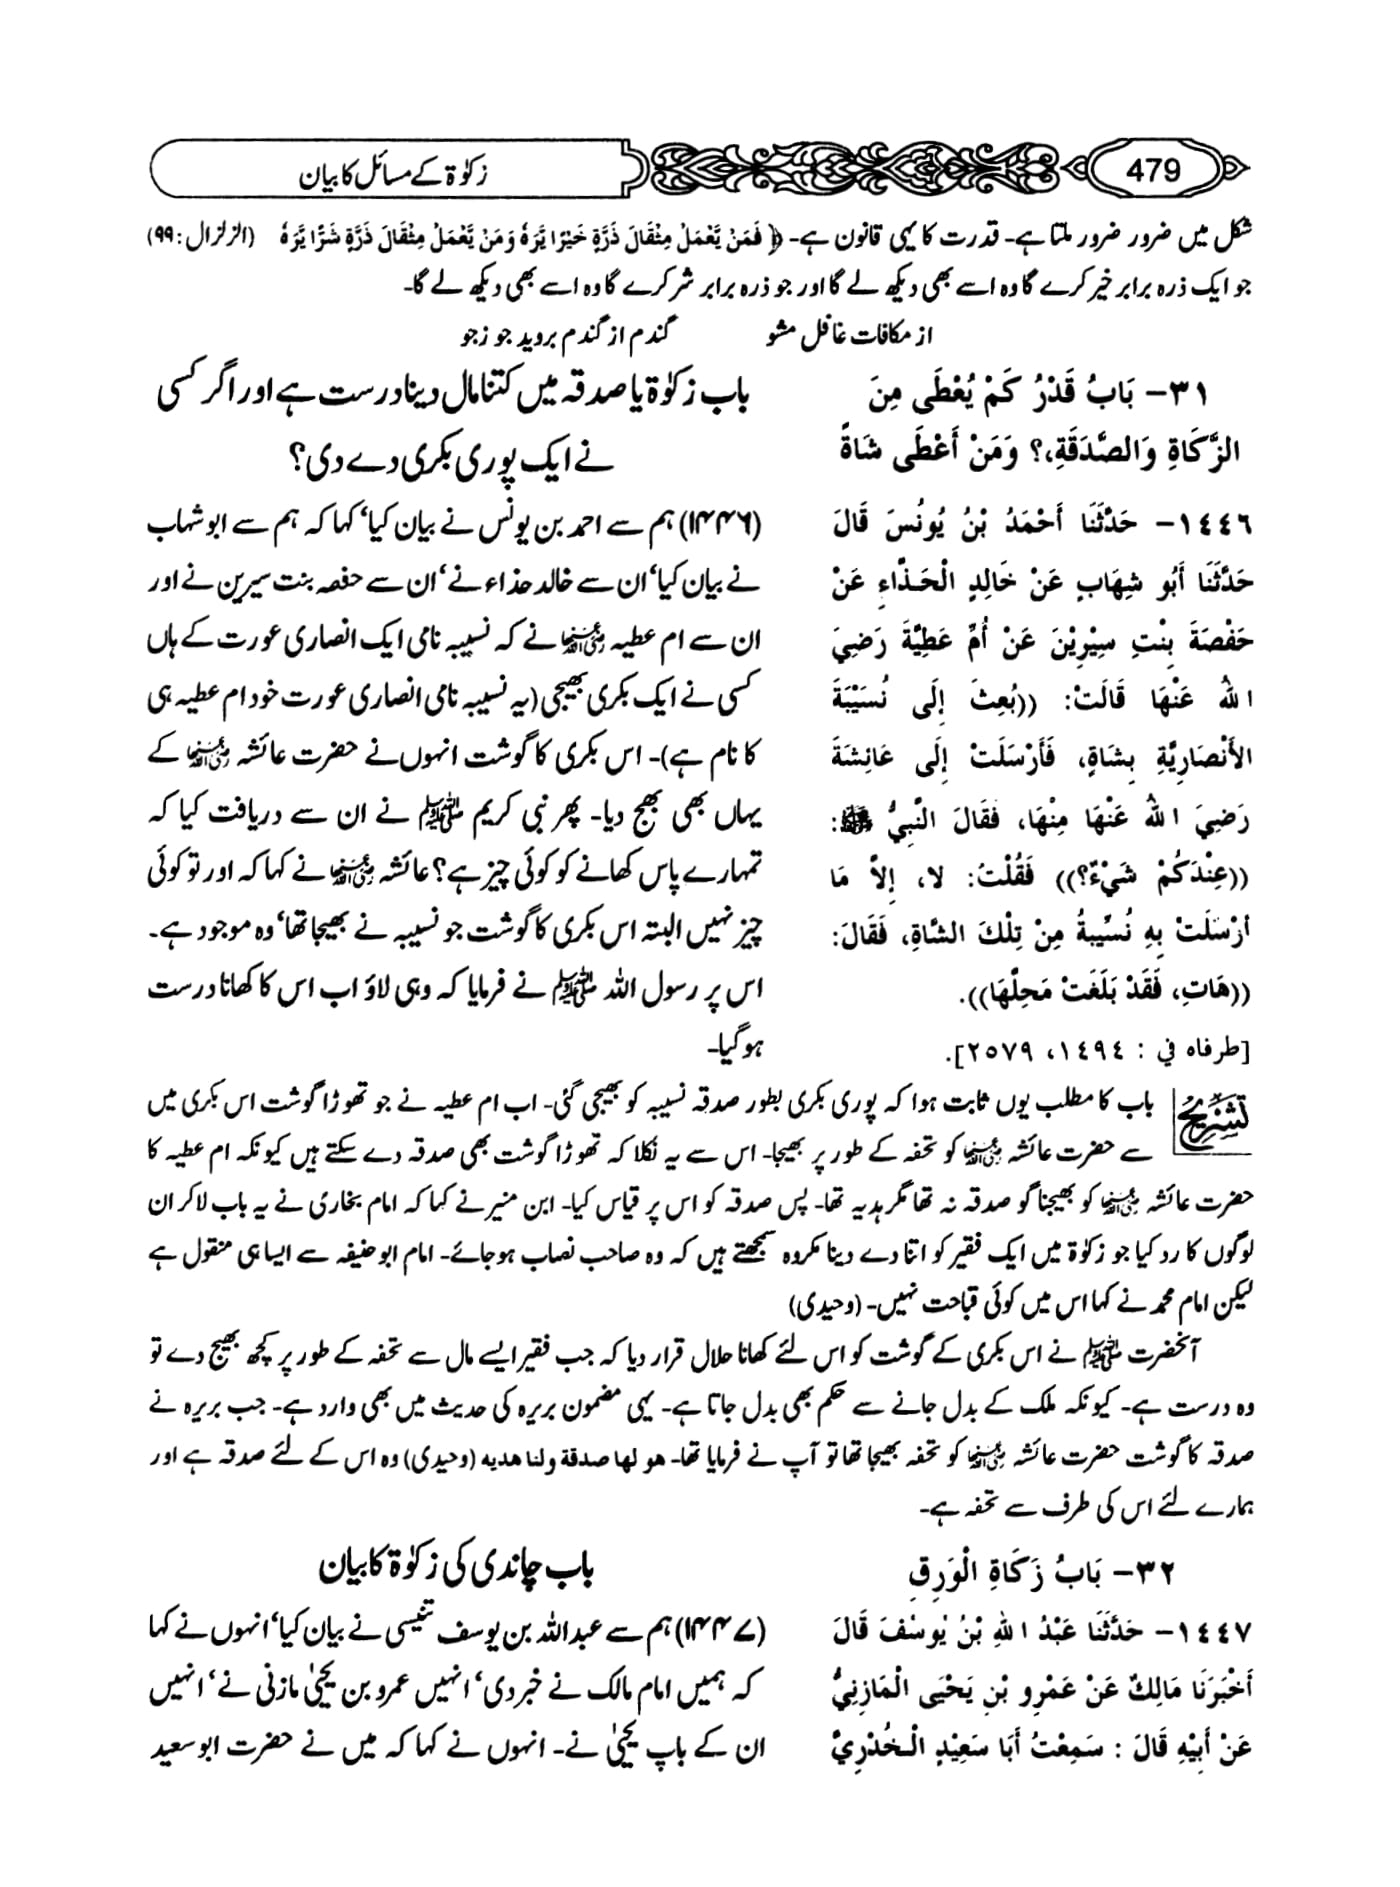 479
زکوٰۃ کے مسائل کا بیان
شکل میں ضرور ضرور ملتا ہے۔ قدرت کا یہی قانون ہے۔ ﴿ فَمَنْ يَّعْمَلْ مِثْقَالَ ذَرَّةٍ خَيْرًا يَّرَهُ وَمَنْ يَّعْمَلْ مِثْقَالَ ذَرَّةٍ شَرًّا يَّرَهُ (الزلزال : ۹۹)
جو ایک ذرہ برابر خیر کرے گا وہ اسے بھی دیکھ لے گا اور جو ذرہ برابر شر کرے گا وہ اسے بھی دیکھ لے گا۔
از مکافات غافل مشو گندم از گندم بروید جو زجو
٣١- بَابُ قَدْرُ كَمْ يُعْطَى مِنَ
الزَّكَاةِ وَالصَّدَقَةِ،؟ وَمَنْ أَعْطَى شَاةً
باب زکوٰۃ یا صدقہ میں کتنا مال دینا درست ہے اور اگر کسی
نے ایک پوری بکری دے دی؟
١٤٤٦- حَدَّثَنَا أَحْمَدُ بْنُ يُونُسَ قَالَ
حَدَّثَنَا أَبُو شِهَابٍ عَنْ خَالِدٍ الْحَذَّاءِ عَنْ
حَفْصَةَ بِنْتِ سِيْرِيْنَ عَنْ أُمِّ عَطِيَّةَ رَضِيَ
اللهُ عَنْهَا قَالَتْ: ((بُعِثَ إِلَى نُسَيْبَةَ
الأَنْصَارِيَّةِ بِشَاةٍ، فَأَرْسَلَتْ إِلَى عَائِشَةَ
رَضِيَ اللهُ عَنْهَا مِنْهَا، فَقَالَ النَّبِيُّ ﷺ:
((عِنْدَكُمْ شَيْءٌ؟)) فَقُلْتُ: لا، إِلاَّ مَا
أَرْسَلَتْ بِهِ نُسَيْبَةُ مِنْ تِلْكَ الشَّاةِ، فَقَالَ:
((هَاتِ، فَقَدْ بَلَغَتْ مَحِلَّهَا)).
[طرفاه في : ١٤٩٤، ٢٥٧٩].
(۱۴۴۶) ہم سے احمد بن یونس نے بیان کیا' کہا کہ ہم سے ابو شہاب
نے بیان کیا' ان سے خالد حذاء نے' ان سے حفصہ بنت سیرین نے اور
ان سے ام عطیہ رضی اللہ عنہا نے کہ نسیبہ نامی ایک انصاری عورت کے ہاں
کسی نے ایک بکری بھیجی (یہ نسیبہ نامی انصاری عورت خود ام عطیہ ہی
کا نام ہے)۔ اس بکری کا گوشت انہوں نے حضرت عائشہ رضی اللہ عنہا کے
یہاں بھی بھیج دیا۔ پھر نبی کریم ﷺ نے ان سے دریافت کیا کہ
تمہارے پاس کھانے کو کوئی چیز ہے؟ عائشہ رضی اللہ عنہا نے کہا کہ اور تو کوئی
چیز نہیں البتہ اس بکری کا گوشت جو نسیبہ نے بھیجا تھا' وہ موجود ہے۔
اس پر رسول اللہ ﷺ نے فرمایا کہ وہی لاؤ اب اس کا کھانا درست
ہو گیا۔
تشریح باب کا مطلب یوں ثابت ہوا کہ پوری بکری بطور صدقہ نسیبہ کو بھیجی گئی۔ اب ام عطیہ نے جو تھوڑا گوشت اس بکری میں
سے حضرت عائشہ رضی اللہ عنہا کو تحفہ کے طور پر بھیجا۔ اس سے یہ نکلا کہ تھوڑا گوشت بھی صدقہ دے سکتے ہیں کیونکہ ام عطیہ کا
حضرت عائشہ رضی اللہ عنہا کو بھیجنا گو صدقہ نہ تھا مگر ہدیہ تھا۔ پس صدقہ کو اس پر قیاس کیا۔ ابن منیر نے کہا کہ امام بخاری نے یہ باب لا کر ان
لوگوں کا رد کیا جو زکوٰۃ میں ایک فقیر کو اتنا دے دینا مکروہ سمجھتے ہیں کہ وہ صاحب نصاب ہو جائے۔ امام ابو حنیفہ سے ایسا ہی منقول ہے
لیکن امام محمد نے کہا اس میں کوئی قباحت نہیں۔ (وحیدی)
آنحضرت ﷺ نے اس بکری کے گوشت کو اس لئے کھانا حلال قرار دیا کہ جب فقیر ایسے مال سے تحفہ کے طور پر کچھ بھیج دے تو
وہ درست ہے۔ کیونکہ ملک کے بدل جانے سے حکم بھی بدل جاتا ہے۔ یہی مضمون بریرہ کی حدیث میں بھی وارد ہے۔ جب بریرہ نے
صدقہ کا گوشت حضرت عائشہ رضی اللہ عنہا کو تحفہ بھیجا تھا تو آپ نے فرمایا تھا۔ هو لها صدقة ولنا هديه (وحیدی) وہ اس کے لئے صدقہ ہے اور
ہمارے لئے اس کی طرف سے تحفہ ہے۔
٣٢- بَابُ زَكَاةِ الْوَرِقِ
باب چاندی کی زکوٰۃ کا بیان
١٤٤٧- حَدَّثَنَا عَبْدُ اللهِ بْنُ يُوسُفَ قَالَ
أَخْبَرَنَا مَالِكٌ عَنْ عَمْرِو بْنِ يَحْيَى الْمَازِنِيُّ
عَنْ أَبِيْهِ قَالَ : سَمِعْتُ أَبَا سَعِيْدٍ الْخُدْرِيَّ
(۱۴۴۷) ہم سے عبداللہ بن یوسف تنیسی نے بیان کیا' انہوں نے کہا
کہ ہمیں امام مالک نے خبر دی' انہیں عمرو بن یحییٰ مازنی نے' انہیں
ان کے باپ یحییٰ نے۔ انہوں نے کہا کہ میں نے حضرت ابو سعید